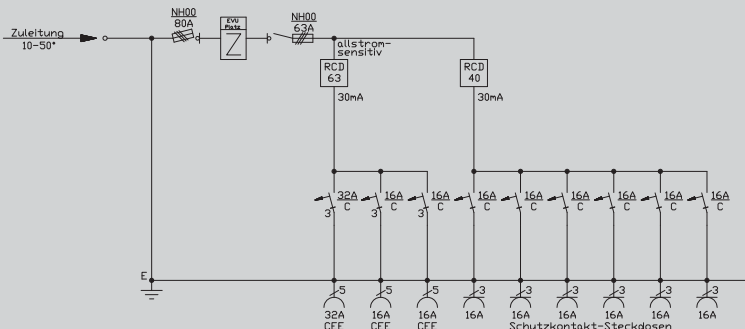 Zuleitung
10-50°
NH00
80A
EVU
Platz
Z
NH00
63A
allstrom-
sensitiv
RCD
63
30mA
RCD
40
30mA
32A
C
3
16A
C
3
16A
C
3
16A
C
16A
C
16A
C
16A
C
16A
C
16A
C
E
5
5
5
3
3
3
3
3
3
32A
CEE
16A
CEE
16A
CEE
16A
16A
16A
16A
16A
16A
Schutzkontakt-Steckdosen